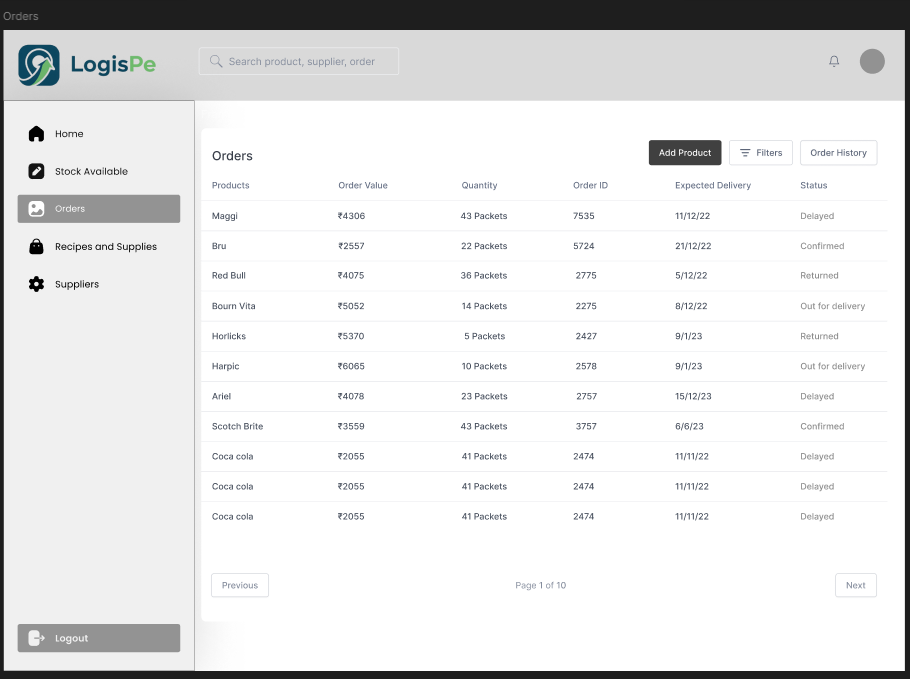 Orders
LogisPe
Search product, supplier, order
Home
Stock Available
Orders
Recipes and Supplies
Suppliers
Logout
Orders
Add Product Filters Order History
Products Order Value Quantity Order ID Expected Delivery Status
Maggi ₹4306 43 Packets 7535 11/12/22 Delayed
Bru ₹2557 22 Packets 5724 21/12/22 Confirmed
Red Bull ₹4075 36 Packets 2775 5/12/22 Returned
Bourn Vita ₹5052 14 Packets 2275 8/12/22 Out for delivery
Horlicks ₹5370 5 Packets 2427 9/1/23 Returned
Harpic ₹6065 10 Packets 2578 9/1/23 Out for delivery
Ariel ₹4078 23 Packets 2757 15/12/23 Delayed
Scotch Brite ₹3559 43 Packets 3757 6/6/23 Confirmed
Coca cola ₹2055 41 Packets 2474 11/11/22 Delayed
Coca cola ₹2055 41 Packets 2474 11/11/22 Delayed
Coca cola ₹2055 41 Packets 2474 11/11/22 Delayed
Previous Page 1 of 10 Next